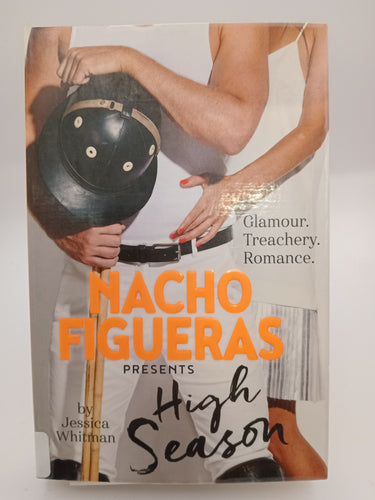 Glamour.
Treachery.
Romance.
NACHO
FIGUERAS
PRESENTS
by
Jessica
Whitman
High
Season